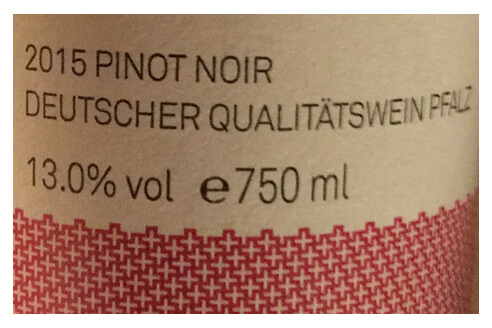 2015 PINOT NOIR
DEUTSCHER QUALITÄTSWEIN PFALZ
13.0% vol ℮750 ml